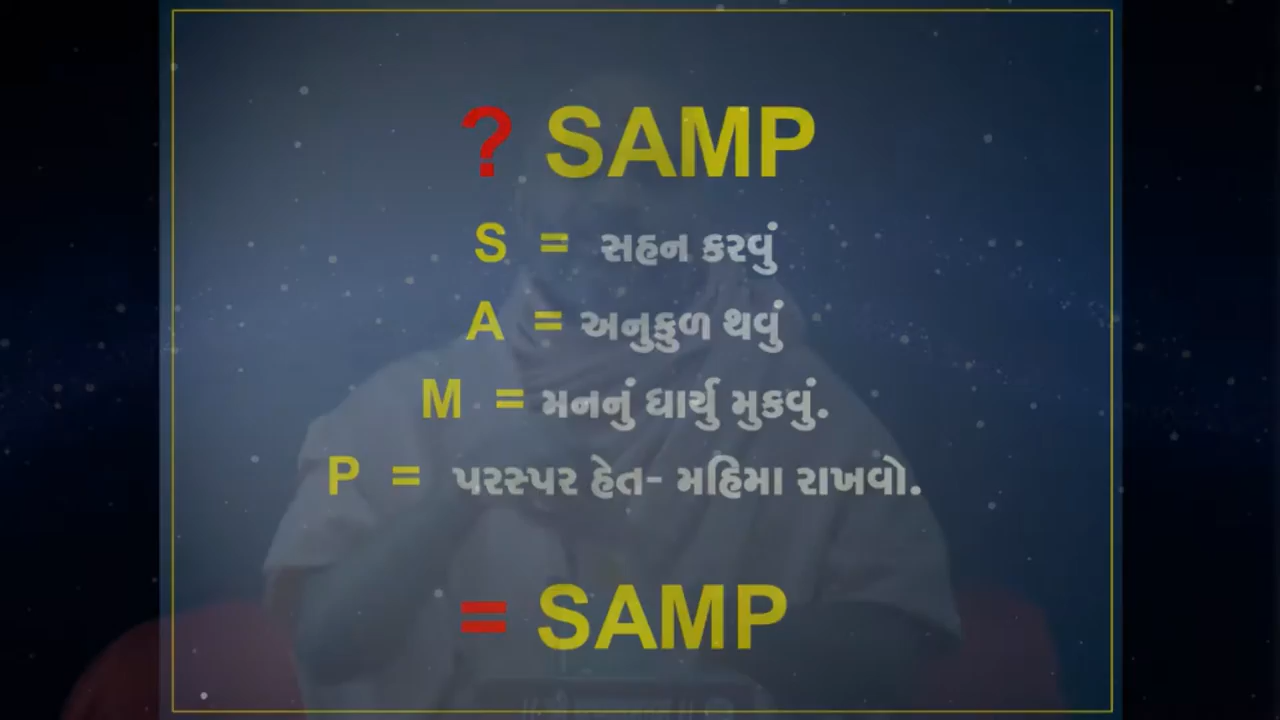 ? SAMP
S = સહન કરવું
A = અનુકુળ થવું
M = મનનું ધાર્યુ મુકવું.
P = પરસ્પર હેત- મહિમા રાખવો.
= SAMP